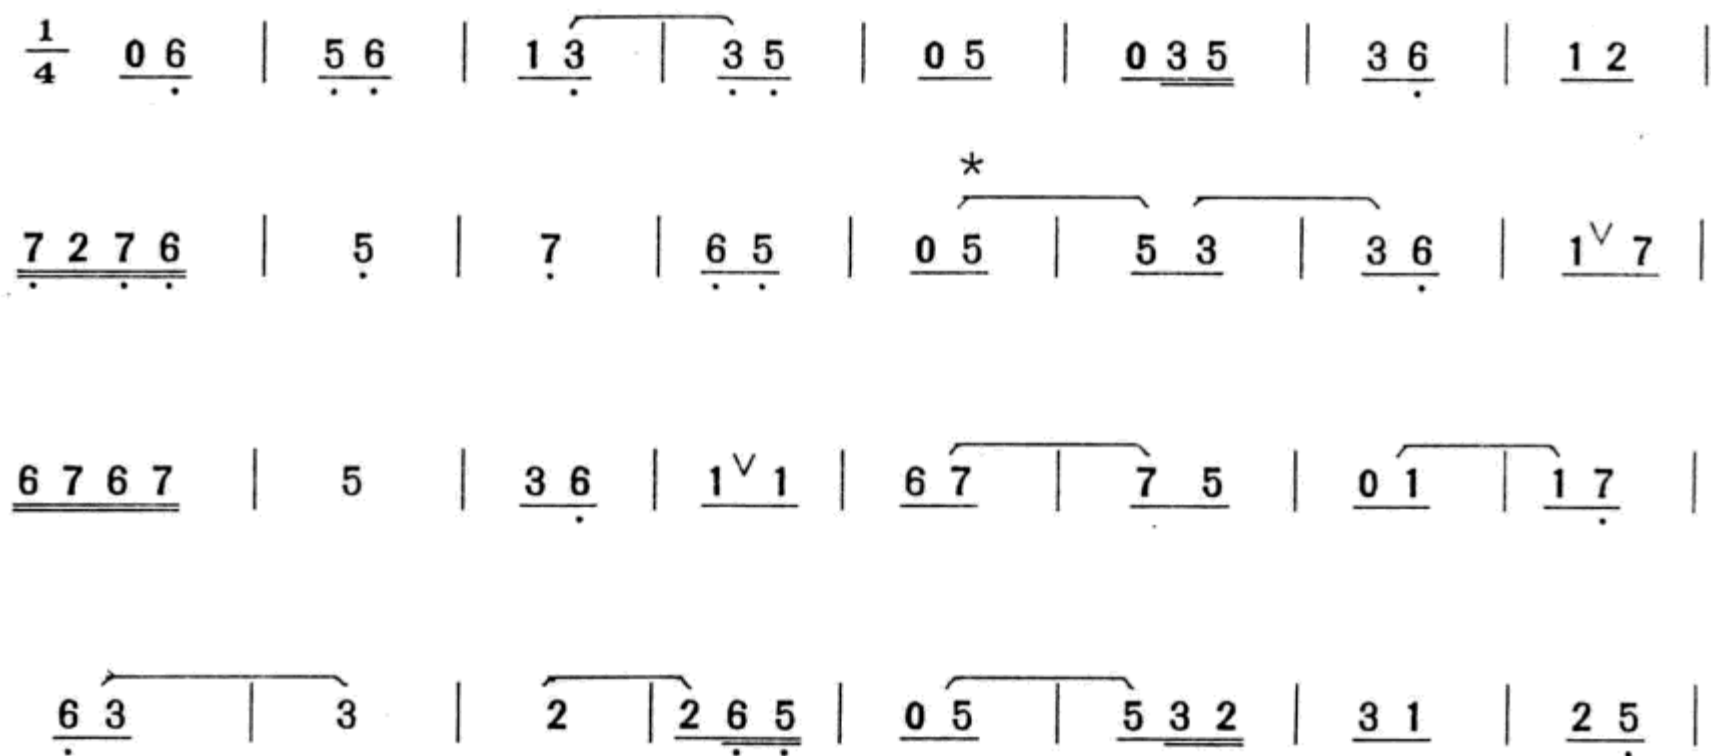 1/4 0 6 | 5 6 | 1 3 | 3 5 | 0 5 | 0 3 5 | 3 6 | 1 2 |
*
7 2 7 6 | 5 | 7 | 6 5 | 0 5 | 5 3 | 3 6 | 1 ∨ 7 |
6 7 6 7 | 5 | 3 6 | 1 ∨ 1 | 6 7 | 7 5 | 0 1 | 1 7 |
6 3 | 3 | 2 | 2 6 5 | 0 5 | 5 3 2 | 3 1 | 2 5 |